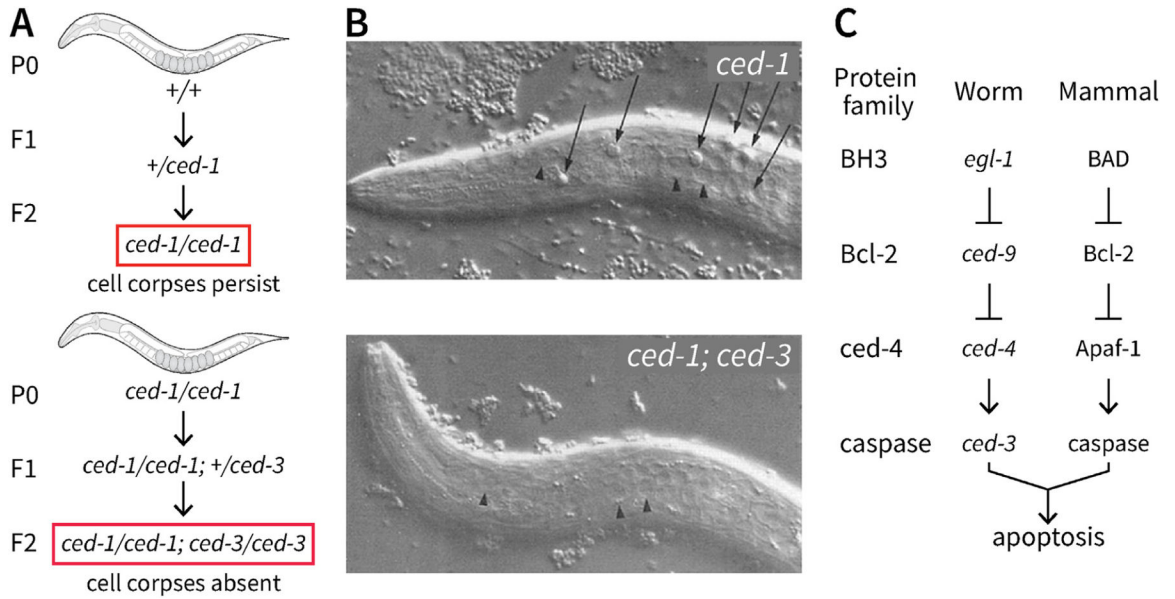 A
P0
+/+
F1
+/ced-1
F2
ced-1/ced-1
cell corpses persist
P0
ced-1/ced-1
F1
ced-1/ced-1; +/ced-3
F2
ced-1/ced-1; ced-3/ced-3
cell corpses absent
B
ced-1
ced-1; ced-3
C
Protein family
Worm
Mammal
BH3
egl-1
BAD
Bcl-2
ced-9
Bcl-2
ced-4
ced-4
Apaf-1
caspase
ced-3
caspase
apoptosis